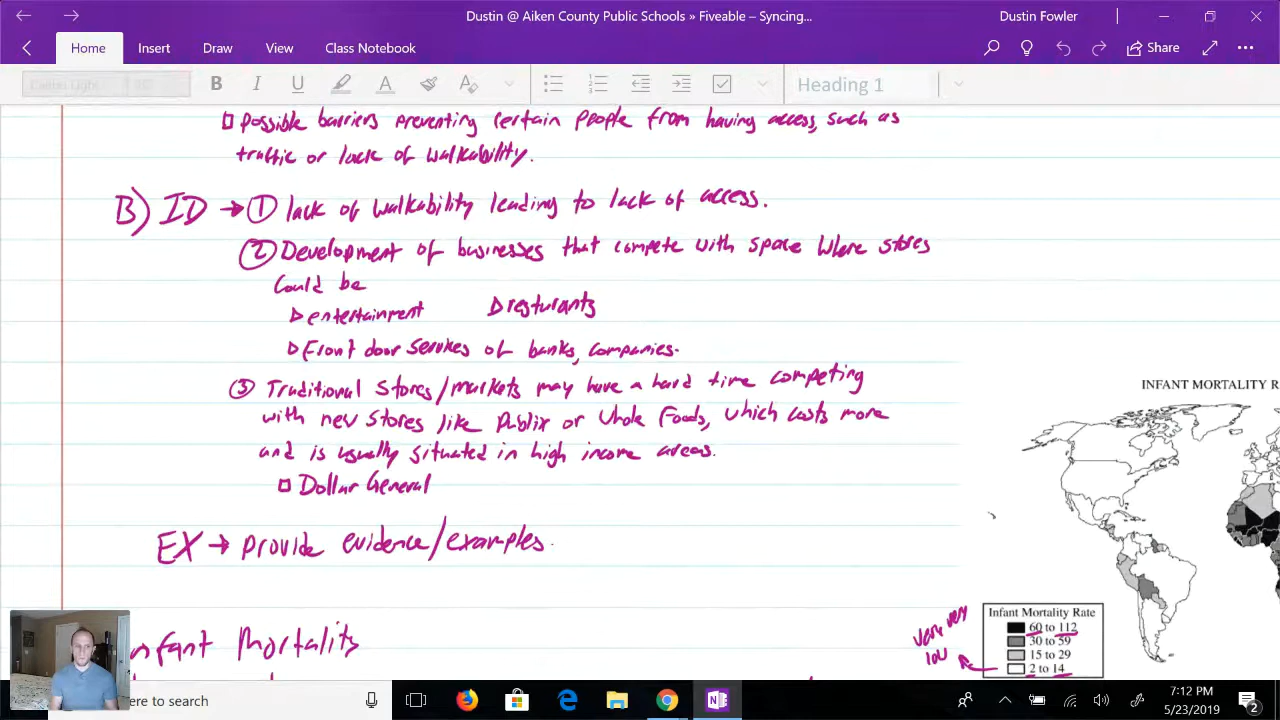 Dustin @ Aiken County Public Schools » Fiveable – Syncing...
Dustin Fowler
Home
Insert
Draw
View
Class Notebook
Share
Calibri Light
B
I
U
A
Heading 1
Possible barriers preventing certain people from having access, such as
traffic or lack of walkability.
B) ID → ① lack of walkability leading to lack of access.
② Development of businesses that compete with space where stores
could be
entertainment
resturants
Front door services of banks, companies.
③ Traditional stores/markets may have a hard time competing
with new stores like Publix or Whole Foods, which costs more
and is usually situated in high income areas.
Dollar General
EX → provide evidence/examples
INFANT MORTALITY R
Infant Mortality Rate
60 to 112
30 to 59
15 to 29
2 to 14
very very
low
nfant Mortality
here to search
7:12 PM
5/23/2019
2